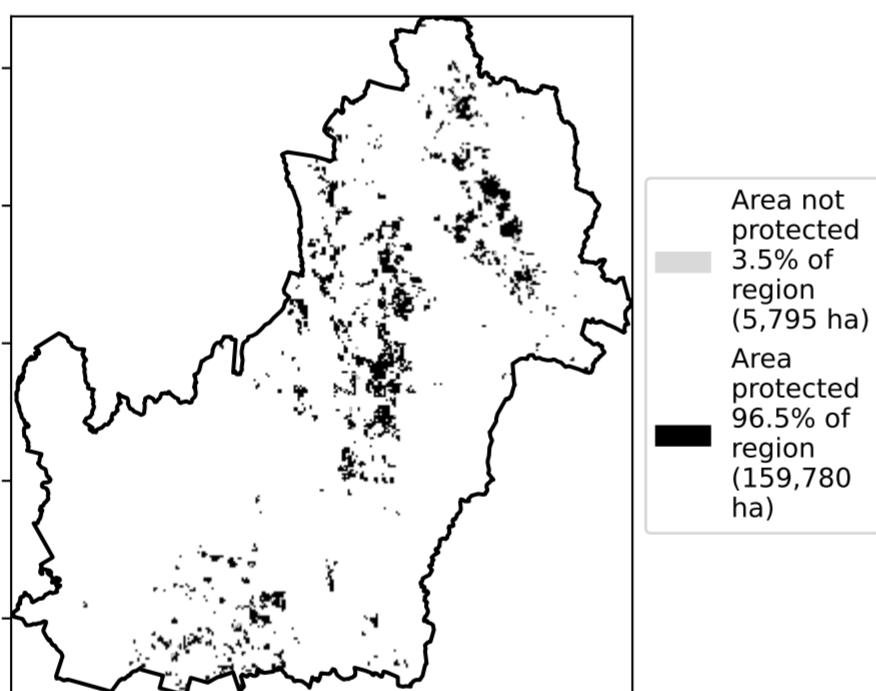 Area not
protected
3.5% of
region
(5,795 ha)
Area
protected
96.5% of
region
(159,780
ha)